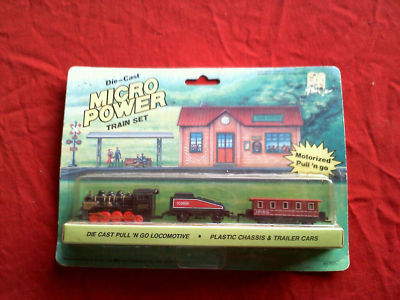 Die-Cast
MICRO
POWER
TRAIN SET
Motorized
Pull 'n go
DIE CAST PULL 'N GO LOCOMOTIVE • PLASTIC CHASSIS & TRAILER CARS